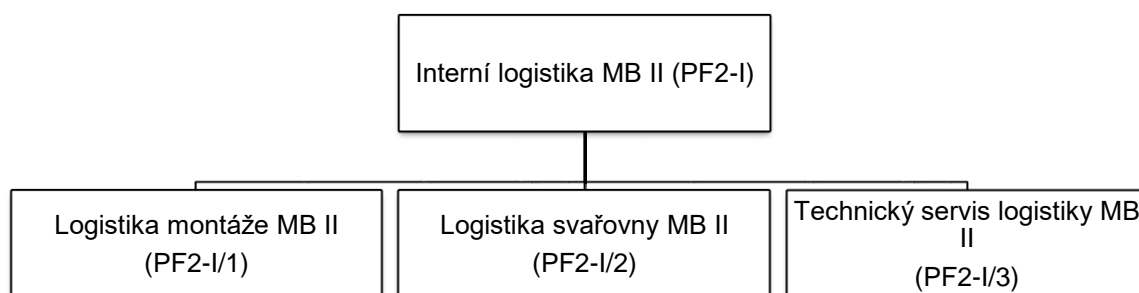 Interní logistika MB II (PF2-I)
Logistika montáže MB II
(PF2-I/1)
Logistika svařovny MB II
(PF2-I/2)
Technický servis logistiky MB
II
(PF2-I/3)